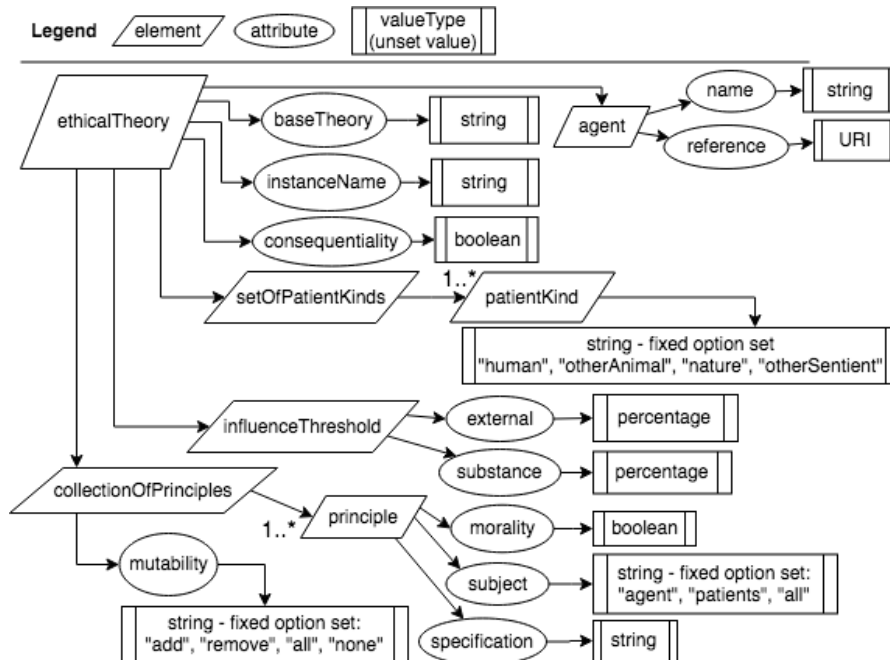 Legend
element
attribute
valueType
(unset value)
ethicalTheory
baseTheory
string
agent
name
string
reference
URI
instanceName
string
consequentiality
boolean
setOfPatientKinds
1..*
patientKind
string - fixed option set
"human", "otherAnimal", "nature", "otherSentient"
influenceThreshold
external
percentage
substance
percentage
collectionOfPrinciples
1..*
principle
morality
boolean
mutability
subject
string - fixed option set:
"agent", "patients", "all"
string - fixed option set:
"add", "remove", "all", "none"
specification
string